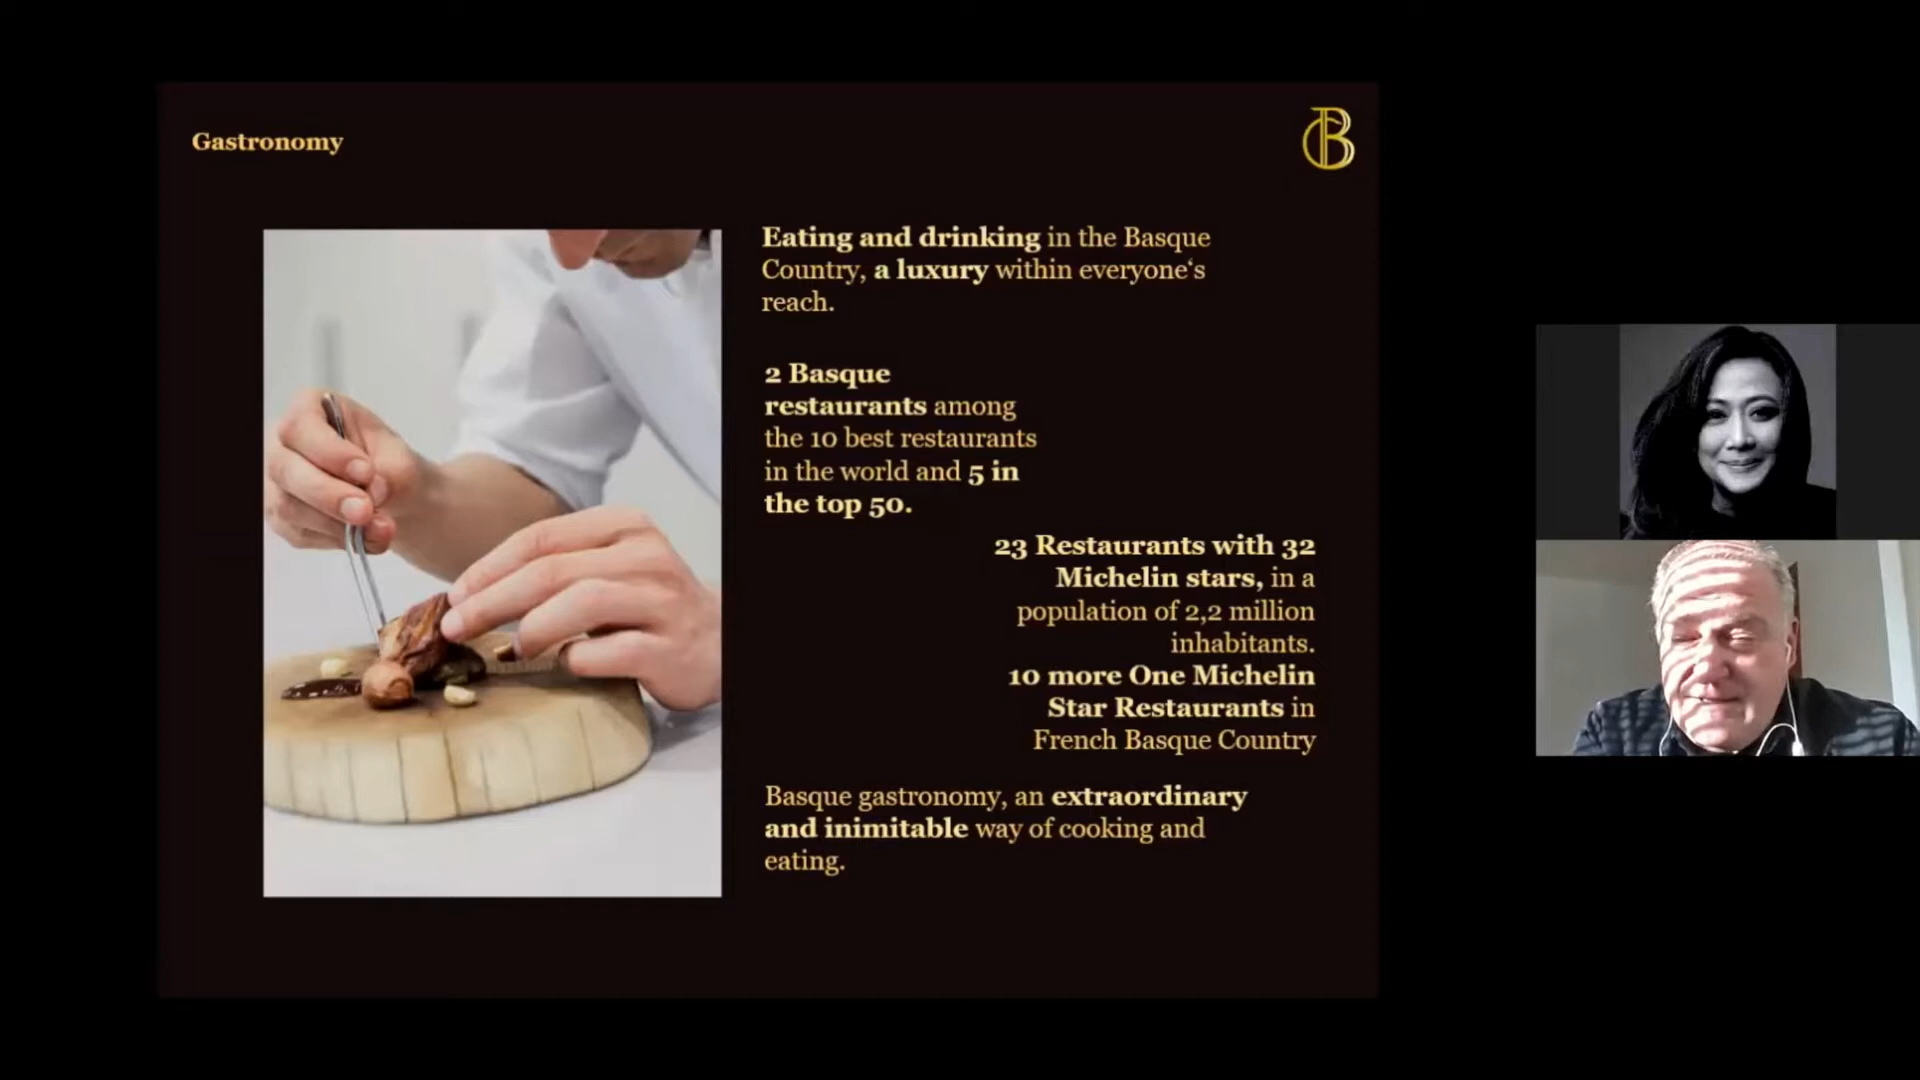 Gastronomy
B
Eating and drinking in the Basque
Country, a luxury within everyone‘s
reach.
2 Basque
restaurants among
the 10 best restaurants
in the world and 5 in
the top 50.
23 Restaurants with 32
Michelin stars, in a
population of 2,2 million
inhabitants.
10 more One Michelin
Star Restaurants in
French Basque Country
Basque gastronomy, an extraordinary
and inimitable way of cooking and
eating.